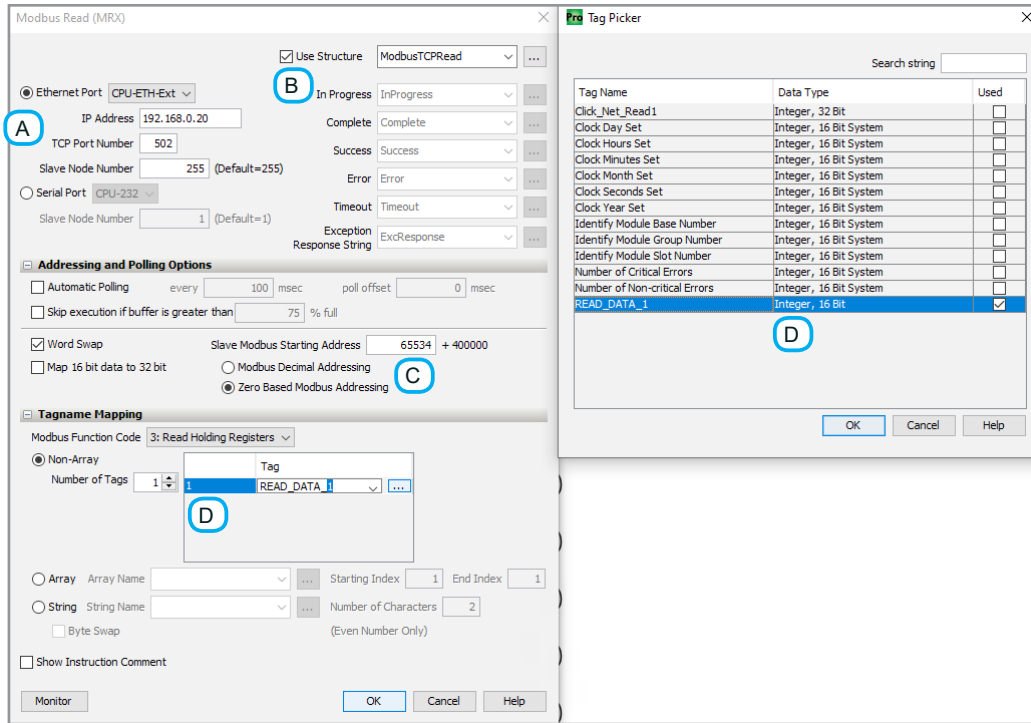 Modbus Read (MRX)
Use Structure ModbusTCPRead ...
B
Ethernet Port CPU-ETH-Ext
In Progress InProgress ...
A
IP Address 192.168.0.20
Complete Complete ...
TCP Port Number 502
Success Success ...
Slave Node Number 255 (Default=255)
Error Error ...
Serial Port CPU-232
Timeout Timeout ...
Slave Node Number 1 (Default=1)
Exception
Response String ExcResponse ...
Addressing and Polling Options
Automatic Polling every 100 msec poll offset 0 msec
Skip execution if buffer is greater than 75 % full
Word Swap Slave Modbus Starting Address 65534 + 400000
Map 16 bit data to 32 bit Modbus Decimal Addressing
C
Zero Based Modbus Addressing
Tagname Mapping
Modbus Function Code 3: Read Holding Registers
Non-Array
Tag
Number of Tags 1 1 READ_DATA_1 ...
D
Array Array Name ... Starting Index 1 End Index 1
String String Name ... Number of Characters 2
Byte Swap (Even Number Only)
Show Instruction Comment
Monitor OK Cancel Help
Pro Tag Picker
Search string
Tag Name Data Type Used
Click_Net_Read1 Integer, 32 Bit
Clock Day Set Integer, 16 Bit System
Clock Hours Set Integer, 16 Bit System
Clock Minutes Set Integer, 16 Bit System
Clock Month Set Integer, 16 Bit System
Clock Seconds Set Integer, 16 Bit System
Clock Year Set Integer, 16 Bit System
Identify Module Base Number Integer, 16 Bit System
Identify Module Group Number Integer, 16 Bit System
Identify Module Slot Number Integer, 16 Bit System
Number of Critical Errors Integer, 16 Bit System
Number of Non-critical Errors Integer, 16 Bit System
READ_DATA_1 Integer, 16 Bit
D
OK Cancel Help
)
)
)
)
)